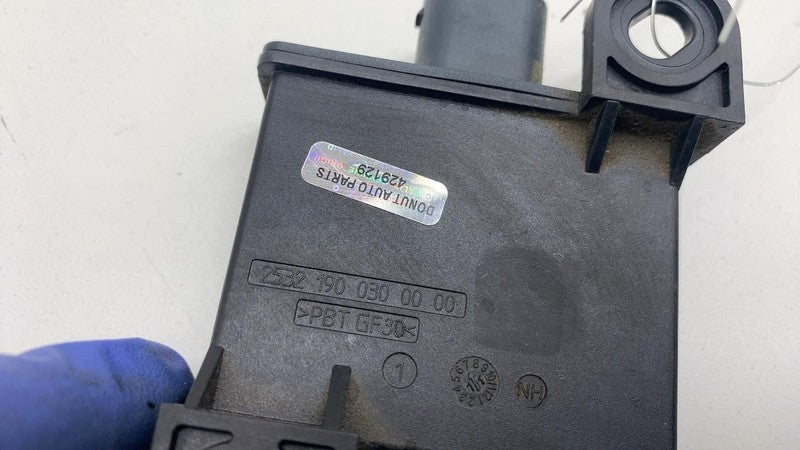 DONUT AUTO PARTS
429129
2532 190 030 00 00
>PBT GF30<
1
NH